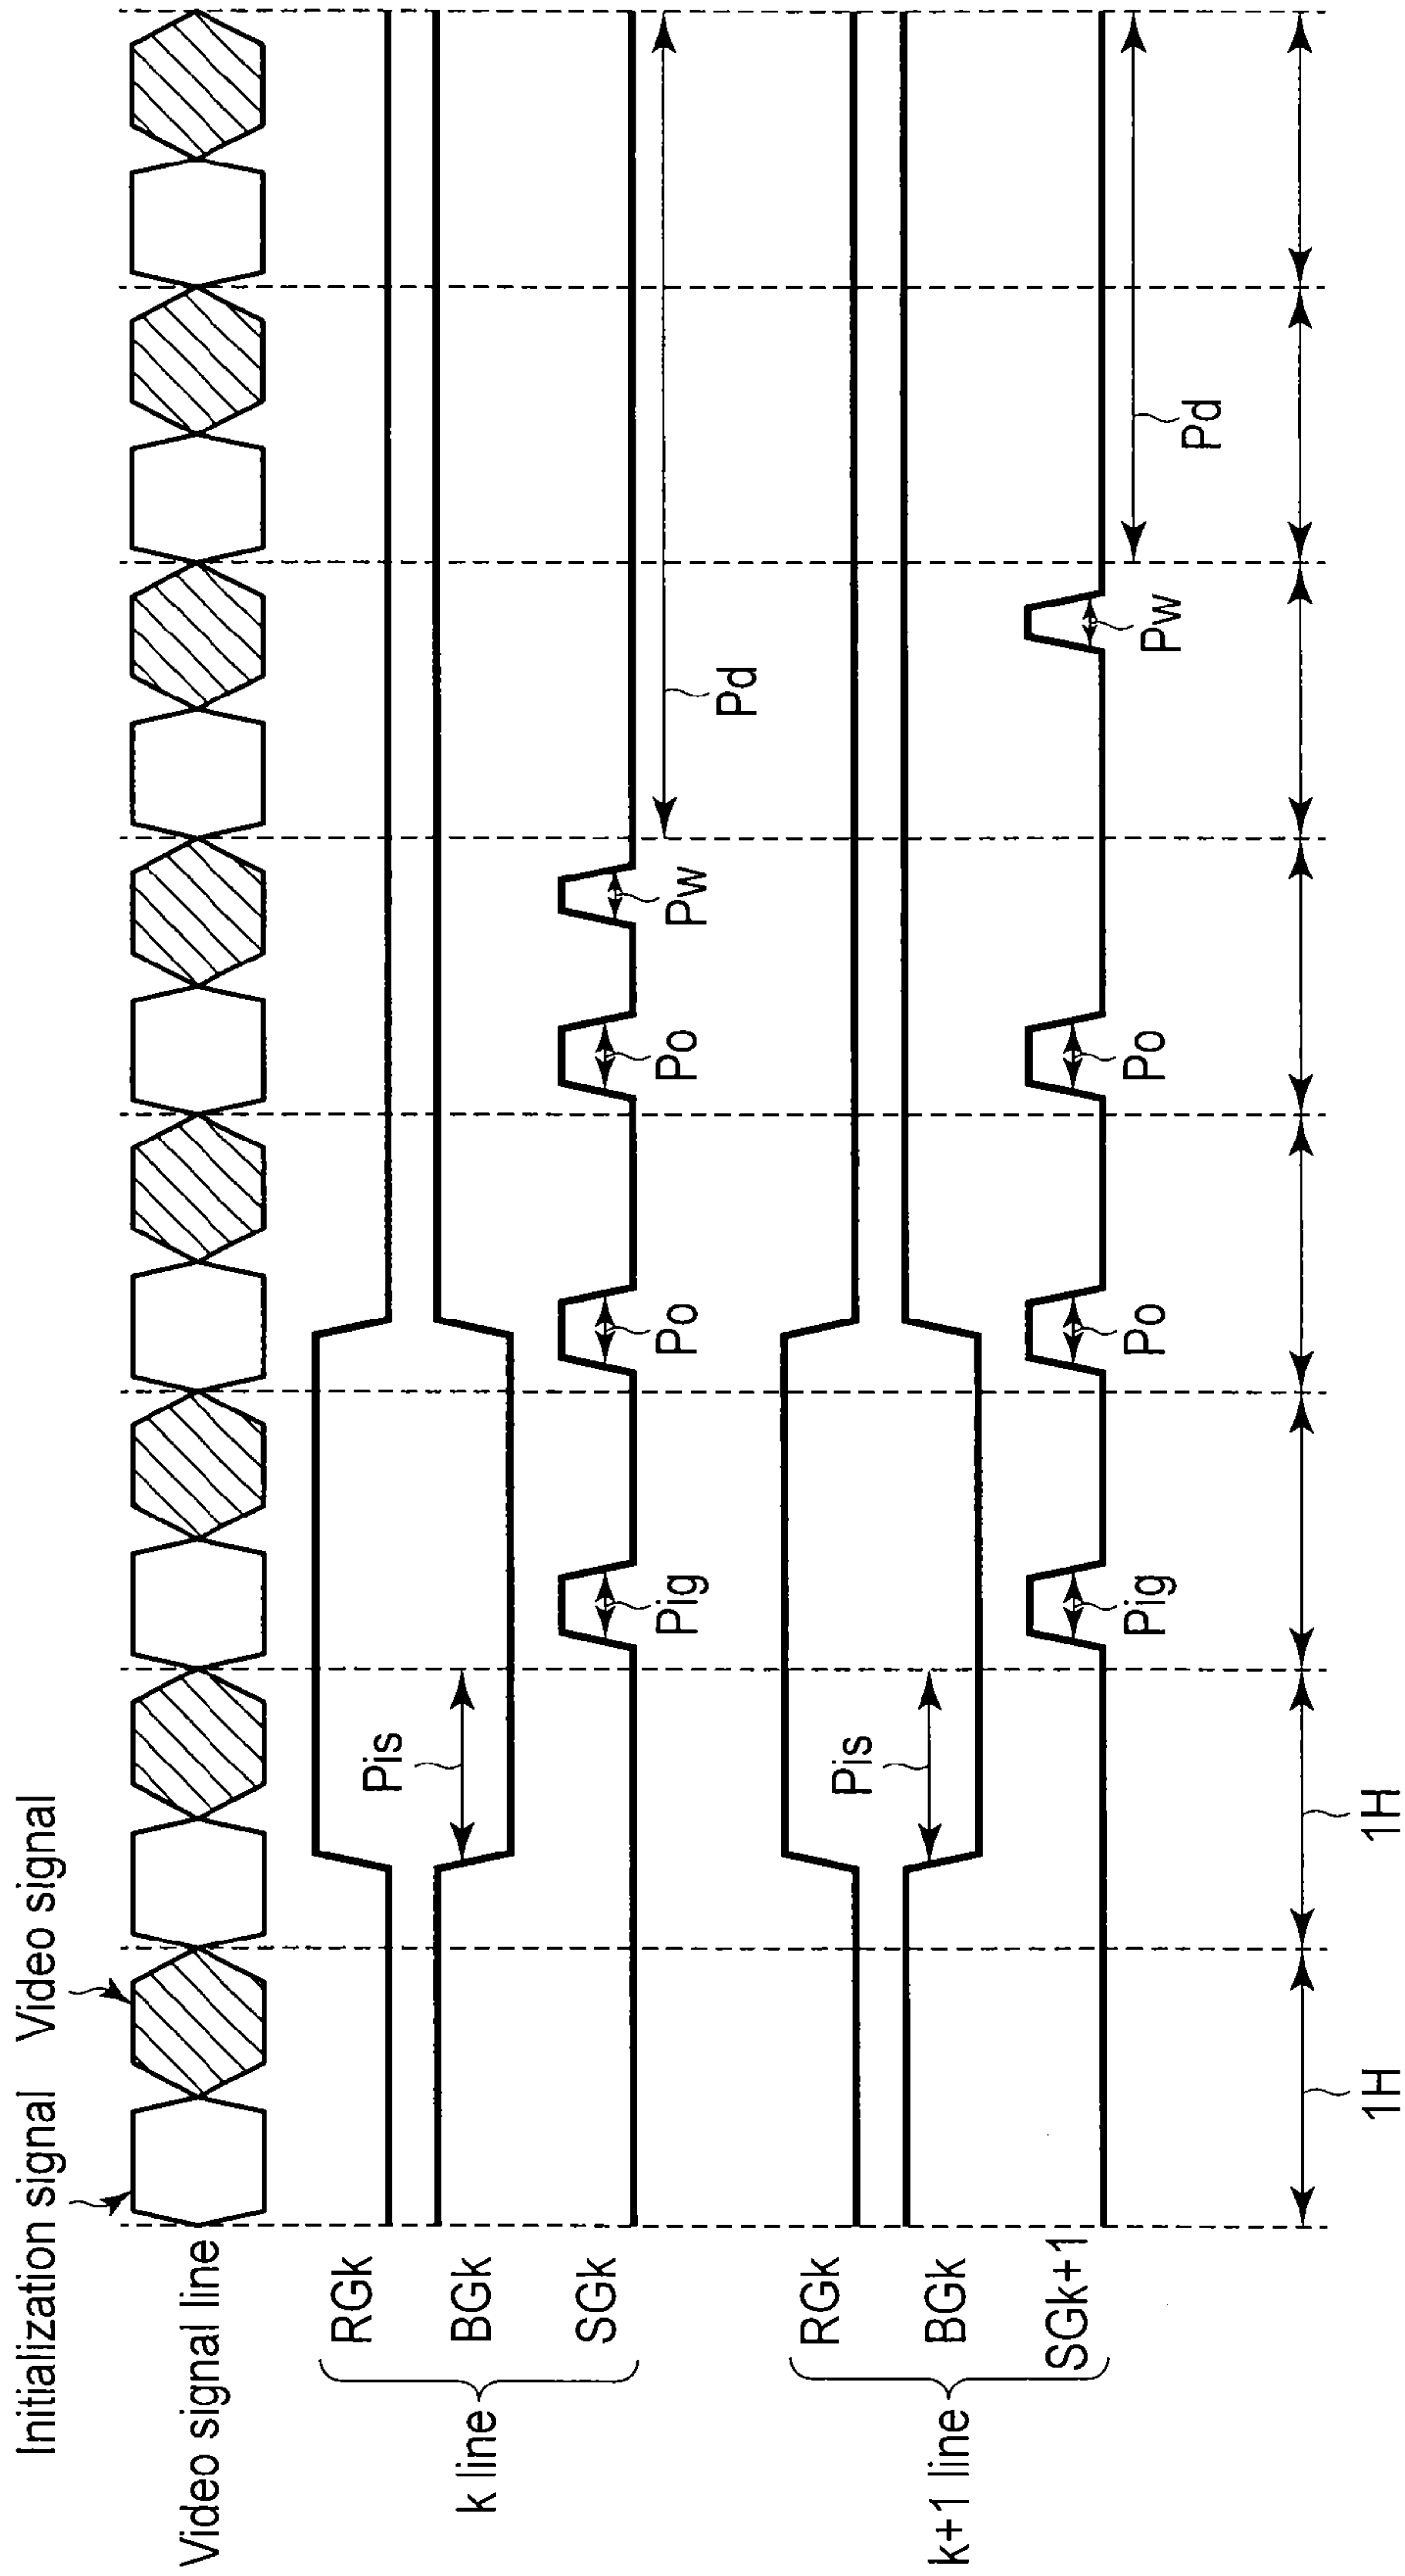 Initialization signal
Video signal
Video signal line
k line
RGk
Pis
BGk
SGk
Pig
Po
Po
Pw
Pd
k+1 line
RGk
Pis
BGk
SGk+1
Pig
Po
Po
Pw
Pd
1H
1H